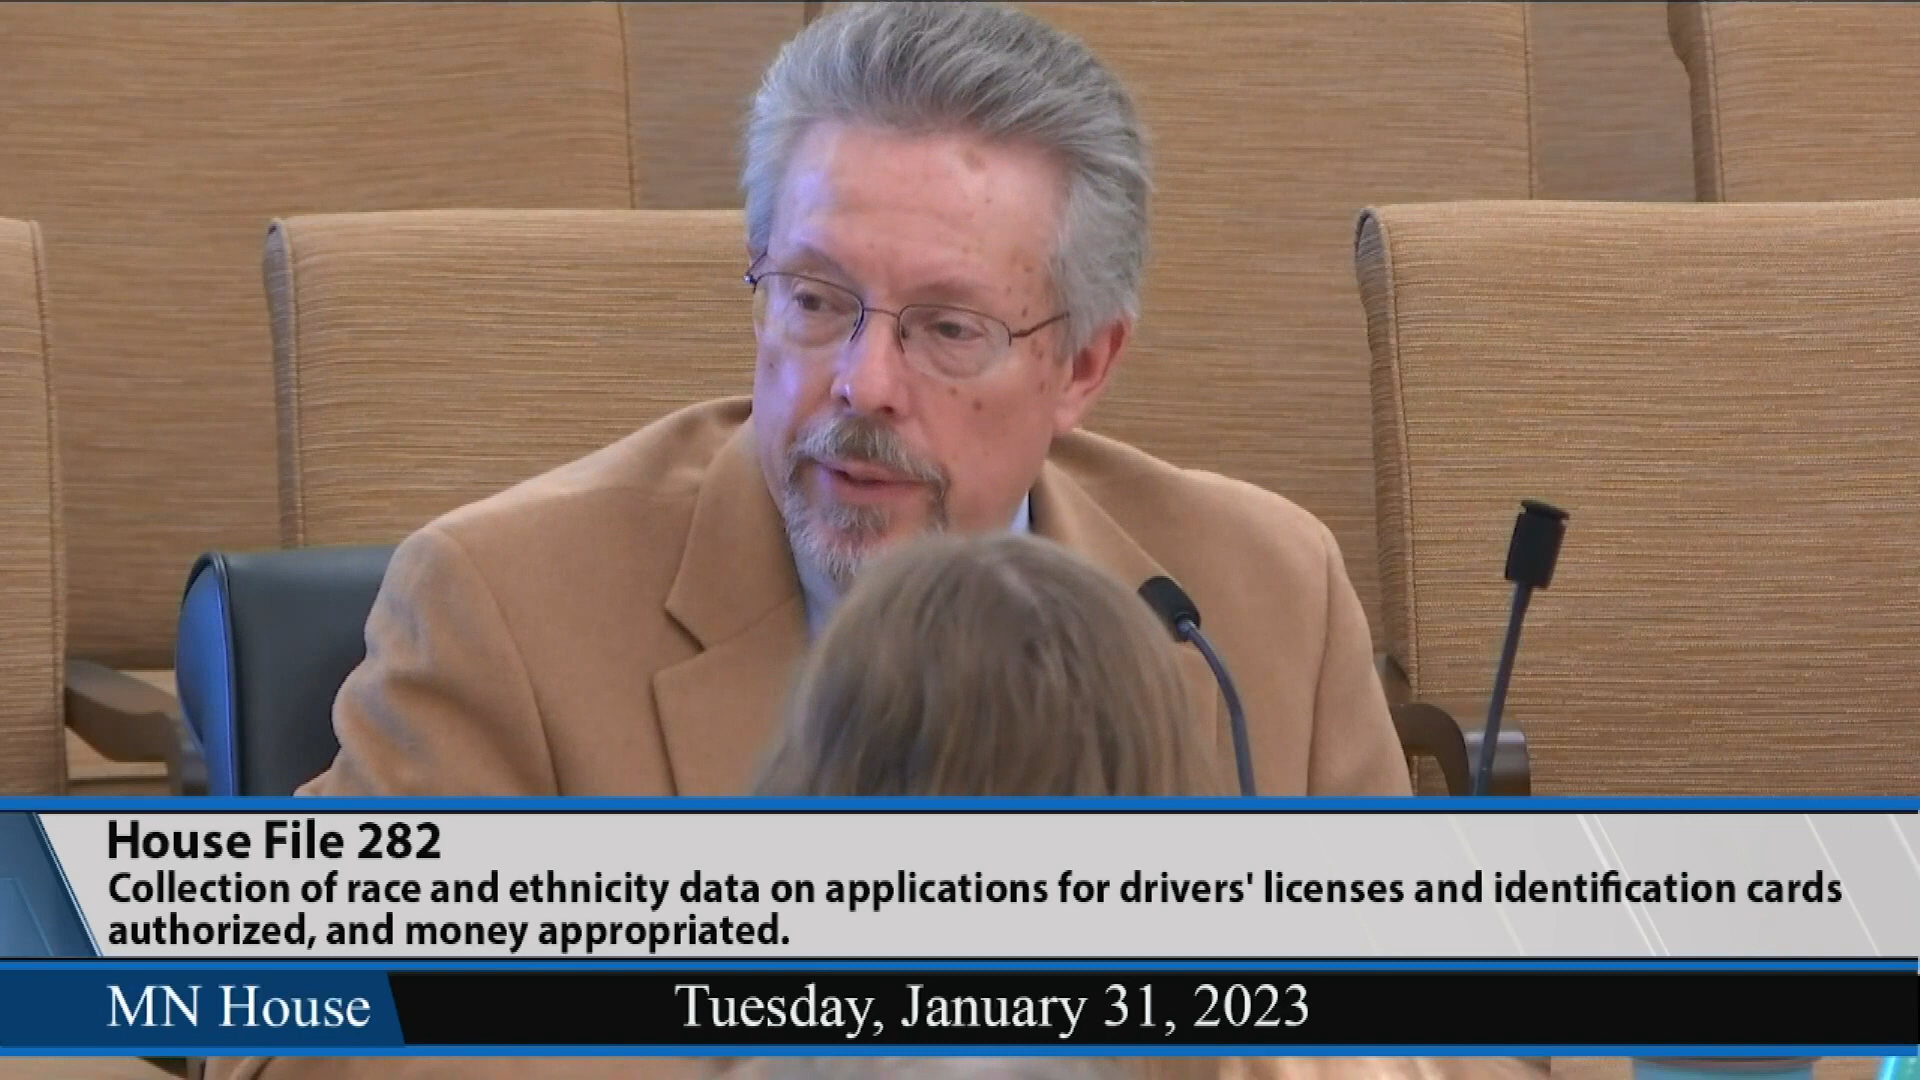 House File 282
Collection of race and ethnicity data on applications for drivers' licenses and identification cards
authorized, and money appropriated.
MN House
Tuesday, January 31, 2023